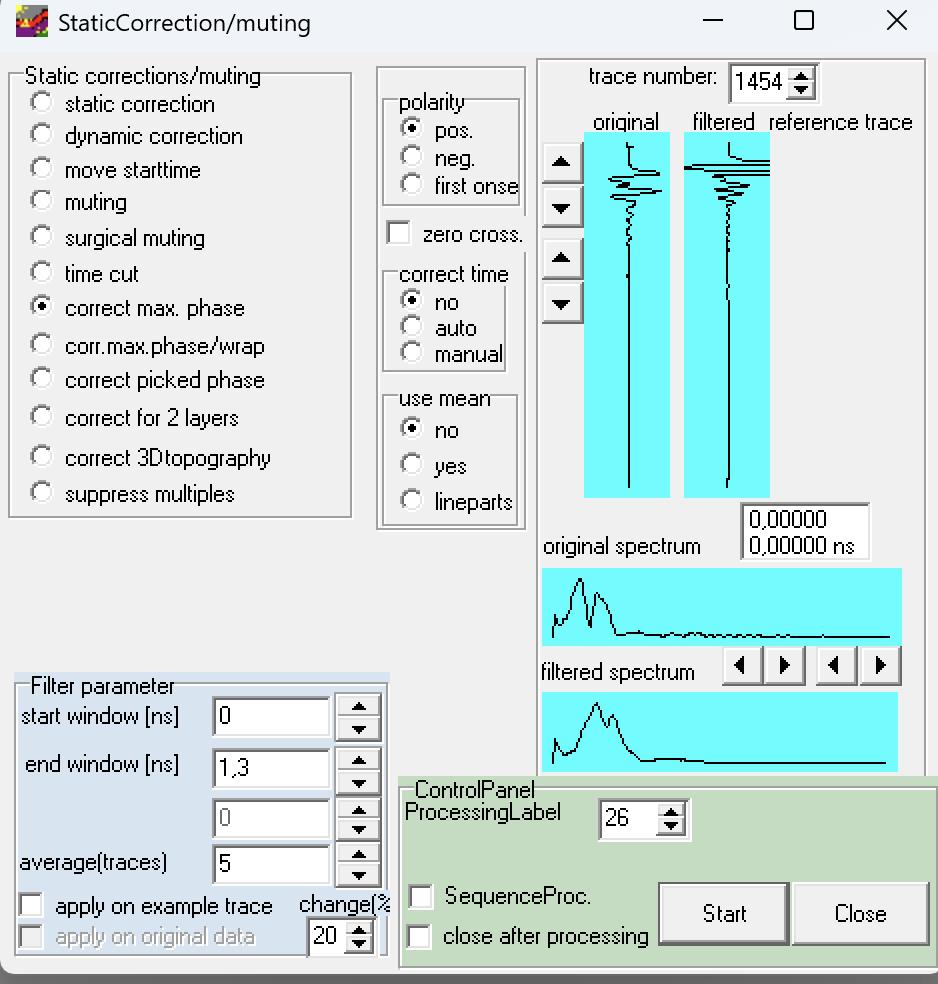 StaticCorrection/muting
Static corrections/muting
static correction
dynamic correction
move starttime
muting
surgical muting
time cut
correct max. phase
corr.max.phase/wrap
correct picked phase
correct for 2 layers
correct 3Dtopography
suppress multiples
polarity
pos.
neg.
first onse
zero cross.
correct time
no
auto
manual
use mean
no
yes
lineparts
trace number: 1454
original filtered reference trace
0,00000
0,00000 ns
original spectrum
filtered spectrum
Filter parameter
start window [ns] 0
end window [ns] 1,3
0
average(traces) 5
apply on example trace change(%
apply on original data 20
ControlPanel
ProcessingLabel 26
SequenceProc.
close after processing
Start Close